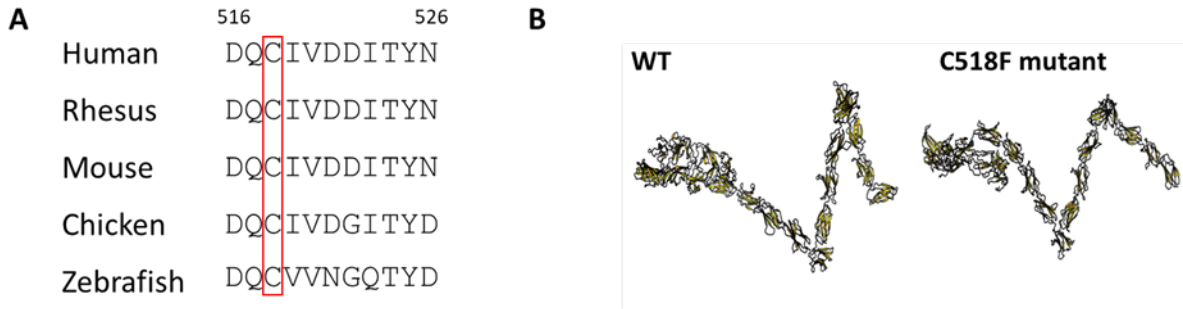 A
516 526
Human DQCIVDDITYN
Rhesus DQCIVDDITYN
Mouse DQCIVDDITYN
Chicken DQCIVDGITYD
Zebrafish DQCVVNGQTYD
B
WT C518F mutant